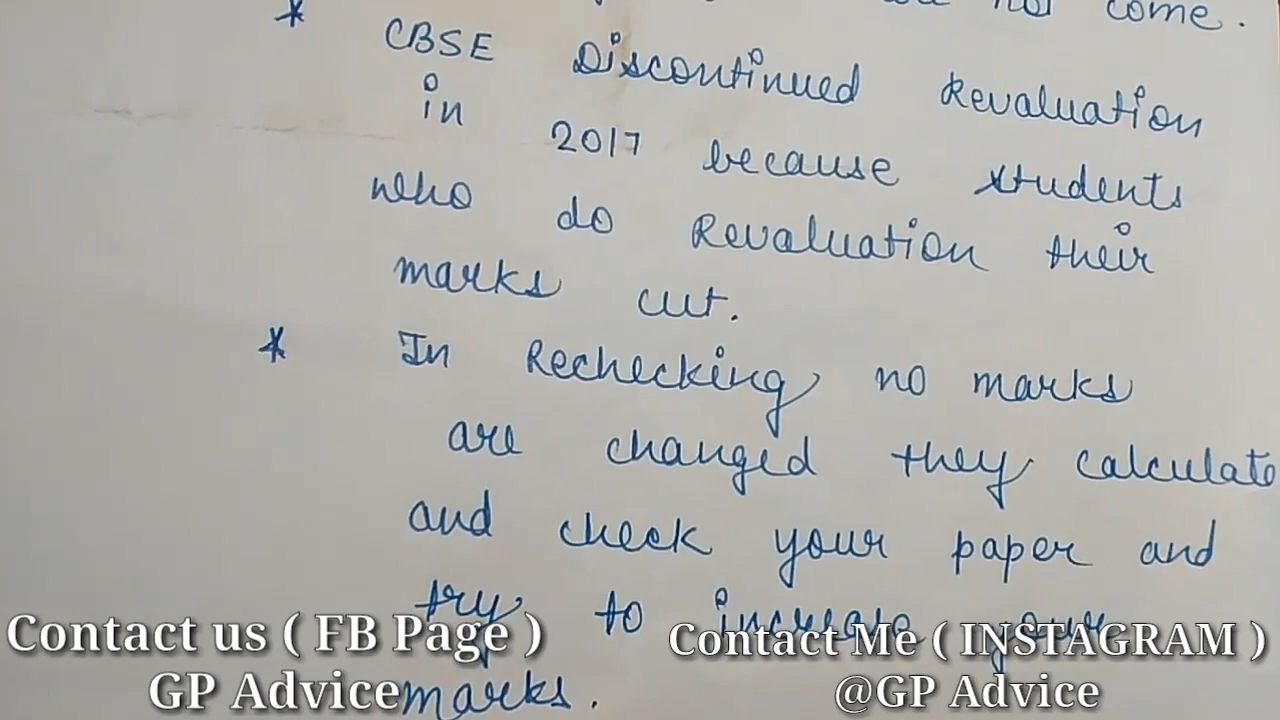 not come.
* CBSE Discontinued Revaluation
in 2017 because students
who do Revaluation their
marks cut.
* In Rechecking no marks
are changed they calculate
and check your paper and
try to increase your
marks.
Contact us ( FB Page )
GP Advice
Contact Me ( INSTAGRAM )
@GP Advice